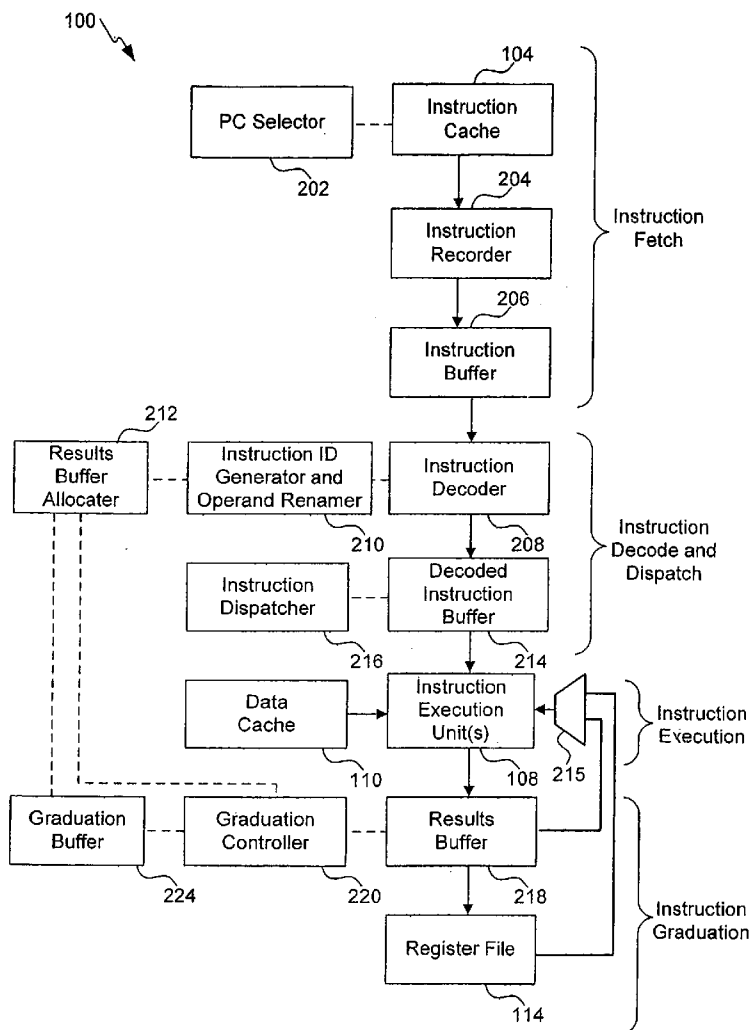 100
104
PC Selector
Instruction
Cache
202
204
Instruction
Recorder
Instruction
Fetch
206
Instruction
Buffer
212
Results
Buffer
Allocater
Instruction ID
Generator and
Operand Renamer
Instruction
Decoder
210
208
Instruction
Decode and
Dispatch
Instruction
Dispatcher
Decoded
Instruction
Buffer
216
214
Data
Cache
Instruction
Execution
Unit(s)
Instruction
Execution
110
108
215
Graduation
Buffer
Graduation
Controller
Results
Buffer
224
220
218
Instruction
Graduation
Register File
114